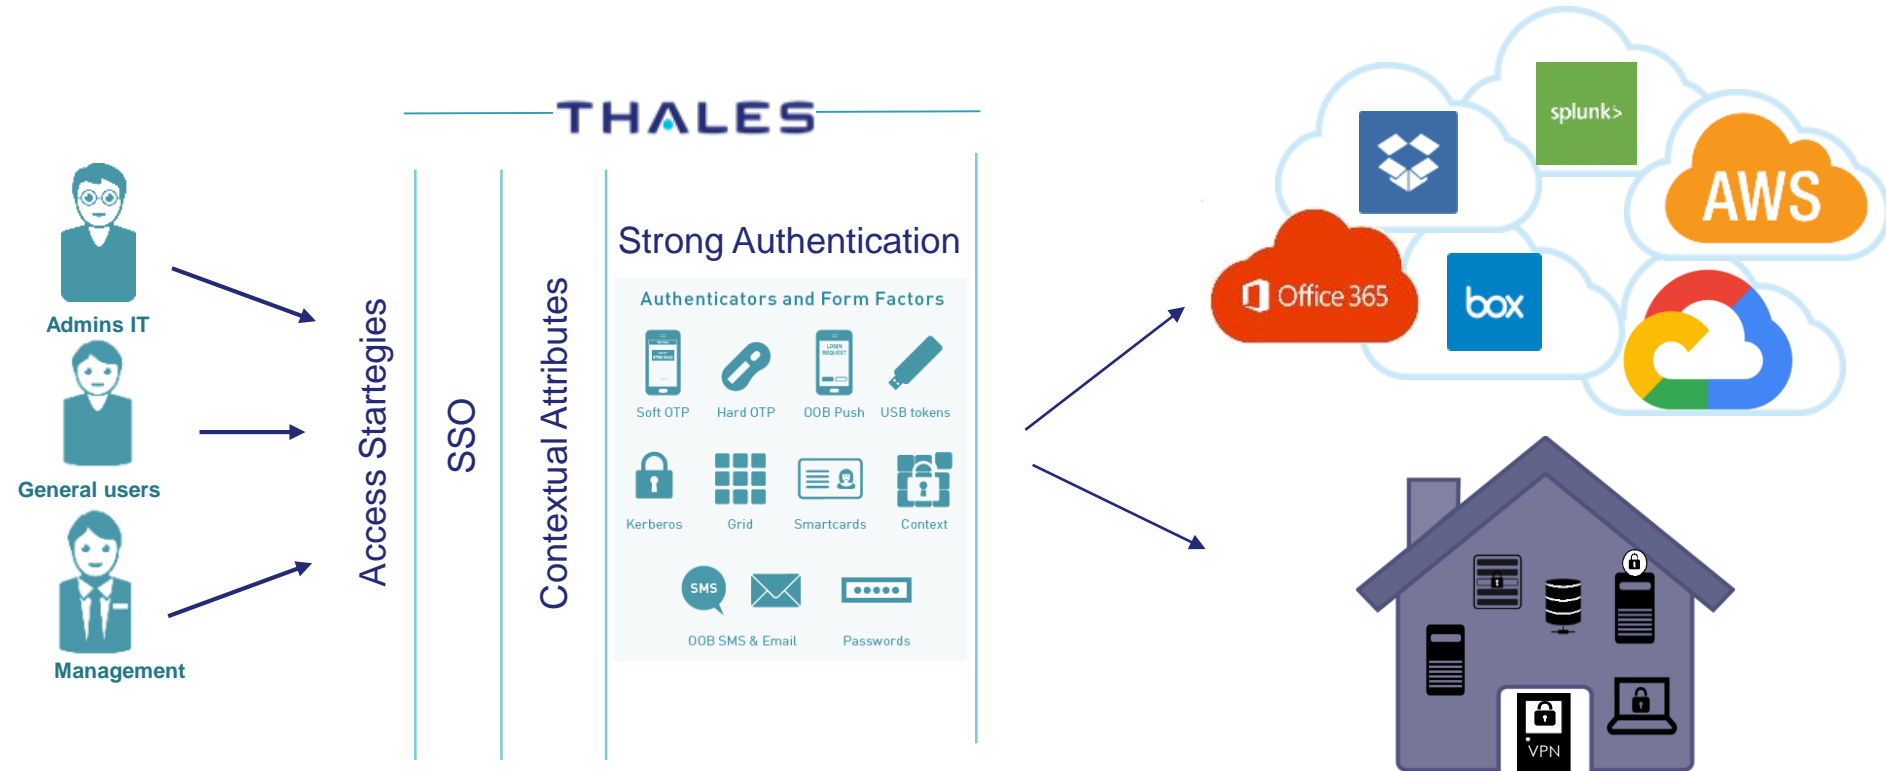 THALES
Admins IT
General users
Management
Access Startegies
SSO
Contextual Attributes
Strong Authentication
Authenticators and Form Factors
LOGIN
REQUEST
Soft OTP
Hard OTP
OOB Push
USB tokens
Kerberos
Grid
Smartcards
Context
SMS
OOB SMS & Email
Passwords
splunk>
AWS
Office 365
box
VPN